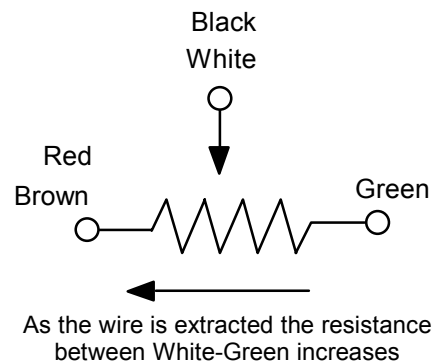 Black
White
Red
Brown
Green
As the wire is extracted the resistance
between White-Green increases